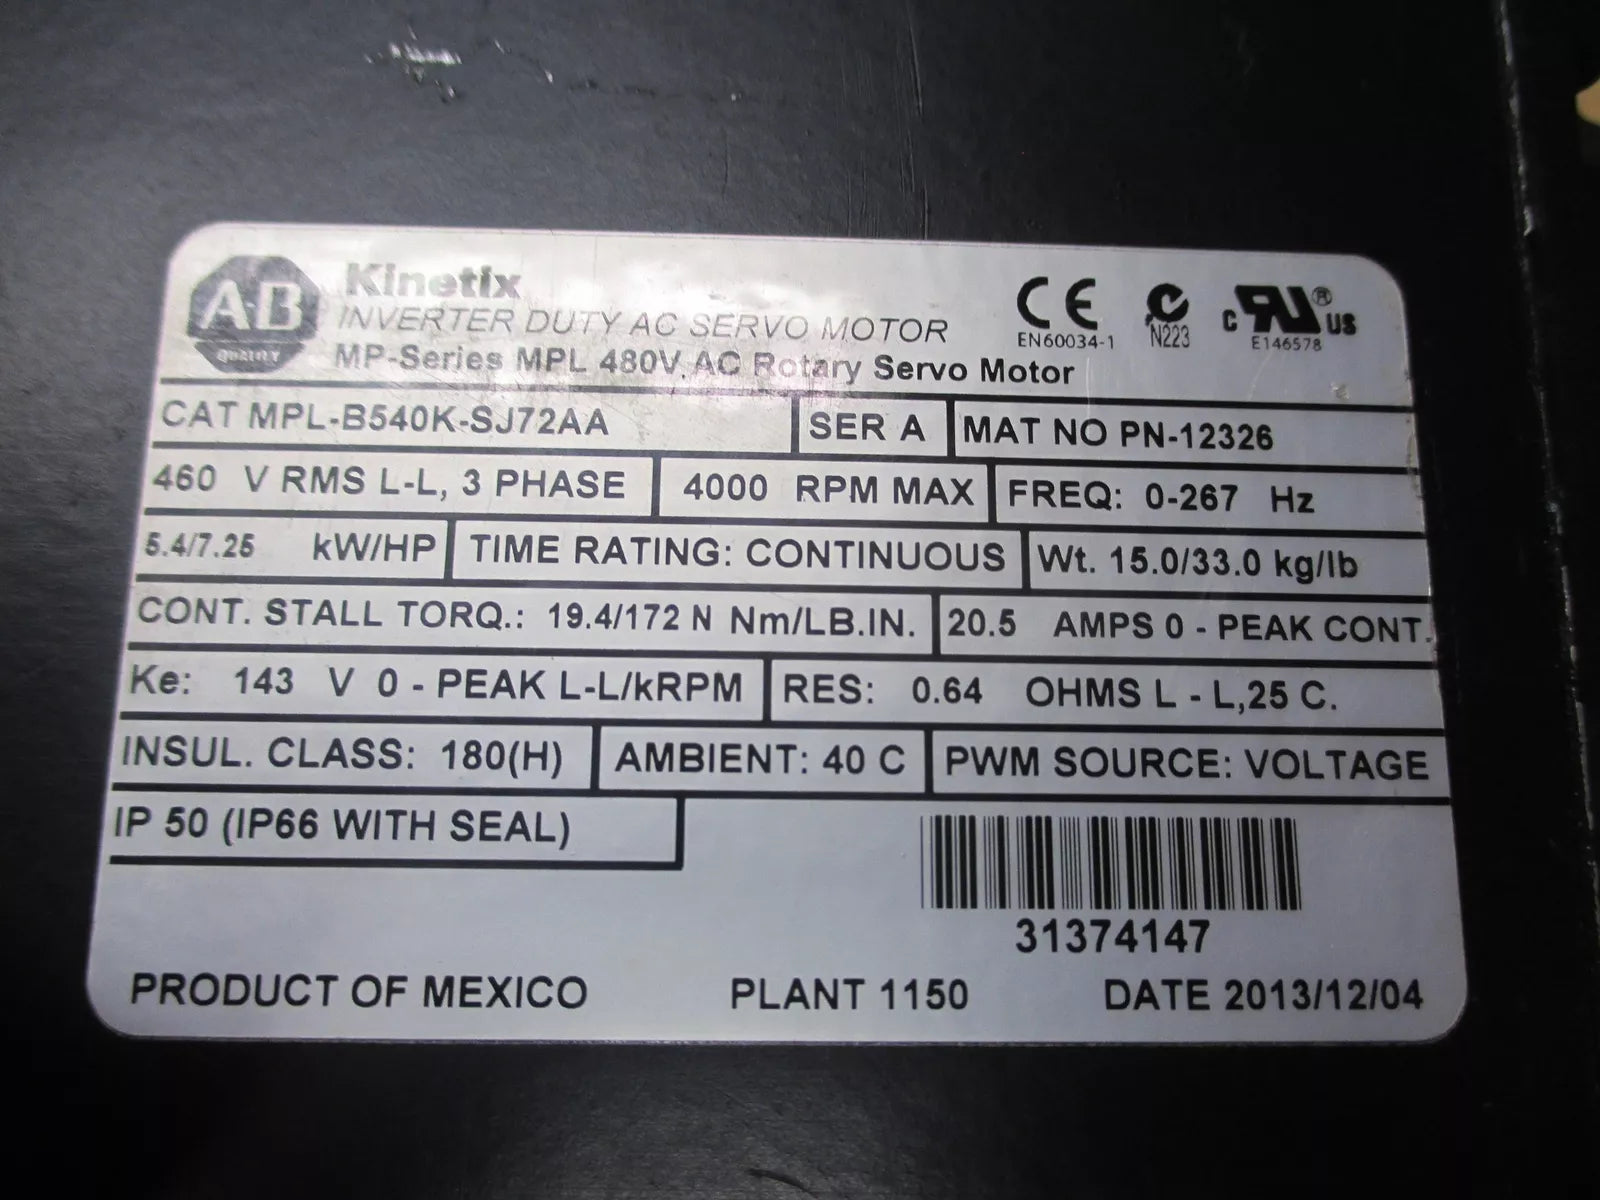 A-B
QUALITY
Kinetix
INVERTER DUTY AC SERVO MOTOR
MP-Series MPL 480V AC Rotary Servo Motor
CE
EN60034-1
N223
c RU ® US
E146578
CAT MPL-B540K-SJ72AA SER A MAT NO PN-12326
460 V RMS L-L, 3 PHASE 4000 RPM MAX FREQ: 0-267 Hz
5.4/7.25 kW/HP TIME RATING: CONTINUOUS Wt. 15.0/33.0 kg/lb
CONT. STALL TORQ.: 19.4/172 N Nm/LB.IN. 20.5 AMPS 0 - PEAK CONT.
Ke: 143 V 0 - PEAK L-L/kRPM RES: 0.64 OHMS L - L,25 C.
INSUL. CLASS: 180(H) AMBIENT: 40 C PWM SOURCE: VOLTAGE
IP 50 (IP66 WITH SEAL)
31374147
PRODUCT OF MEXICO PLANT 1150 DATE 2013/12/04